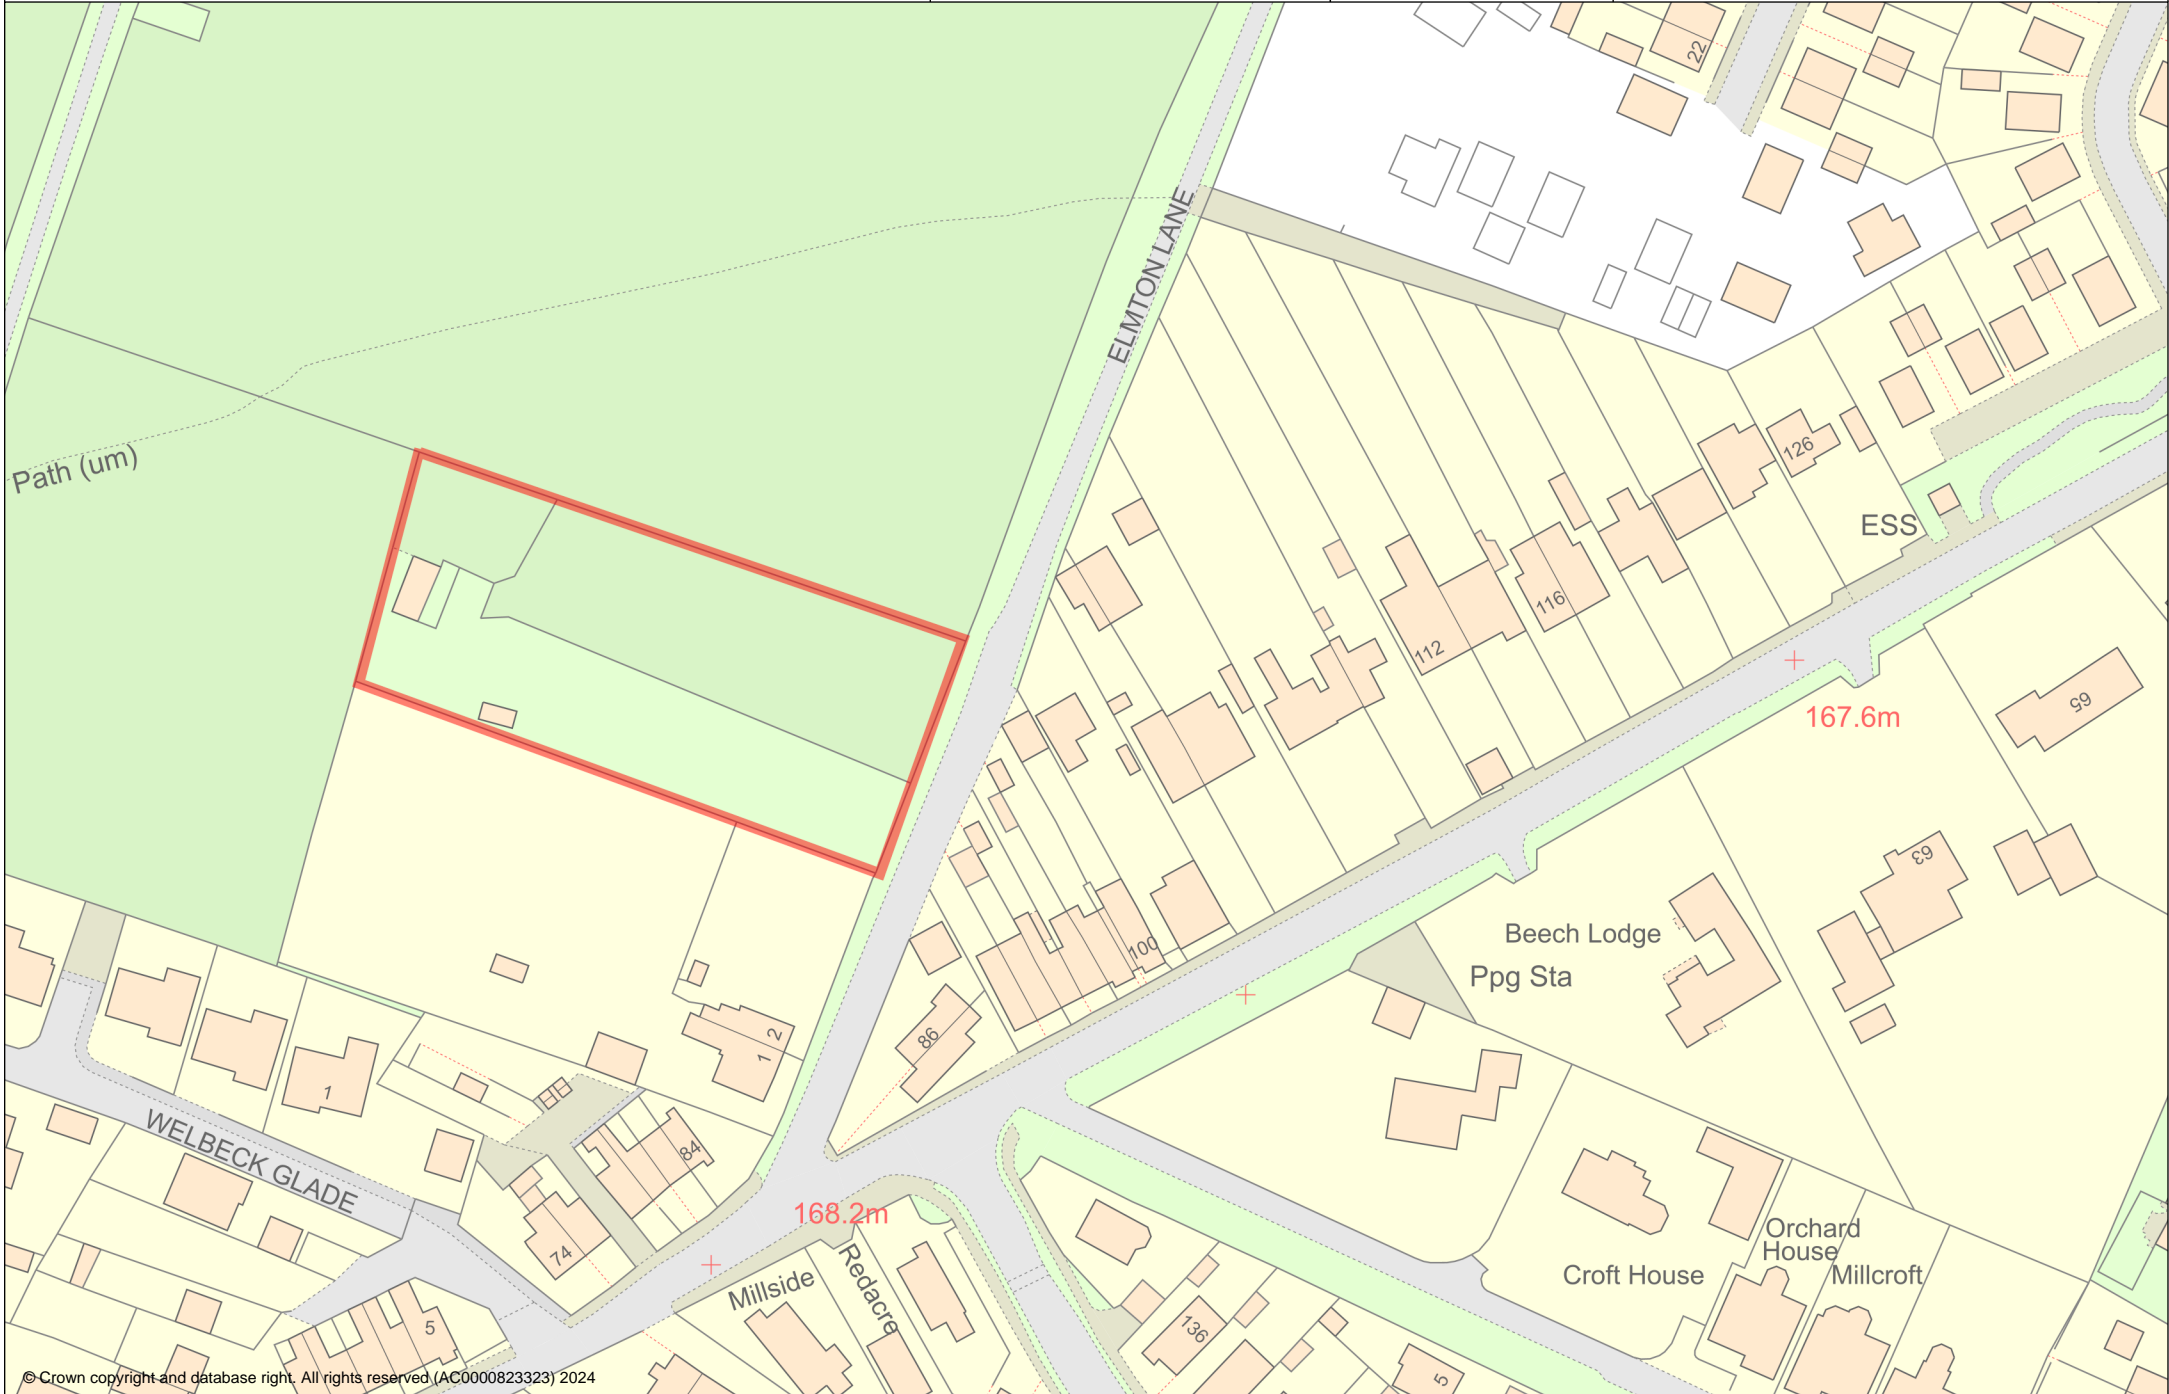 22
ELMTON LANE
Path (um)
126
ESS
116
112
65
167.6m
63
Beech Lodge
100
Ppg Sta
86
2
1
1
WELBECK GLADE
84
168.2m
74
Redacre
Millside
Orchard
House
Croft House
Millcroft
136
5
5
© Crown copyright and database right. All rights reserved (AC0000823323) 2024